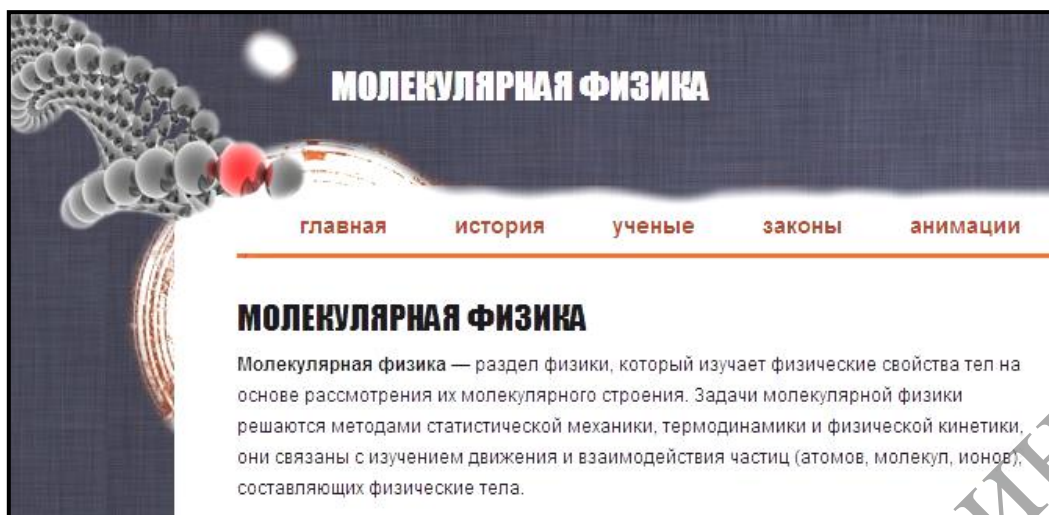 МОЛЕКУЛЯРНАЯ ФИЗИКА
главная история ученые законы анимации
МОЛЕКУЛЯРНАЯ ФИЗИКА
Молекулярная физика — раздел физики, который изучает физические свойства тел на
основе рассмотрения их молекулярного строения. Задачи молекулярной физики
решаются методами статистической механики, термодинамики и физической кинетики,
они связаны с изучением движения и взаимодействия частиц (атомов, молекул, ионов),
составляющих физические тела.